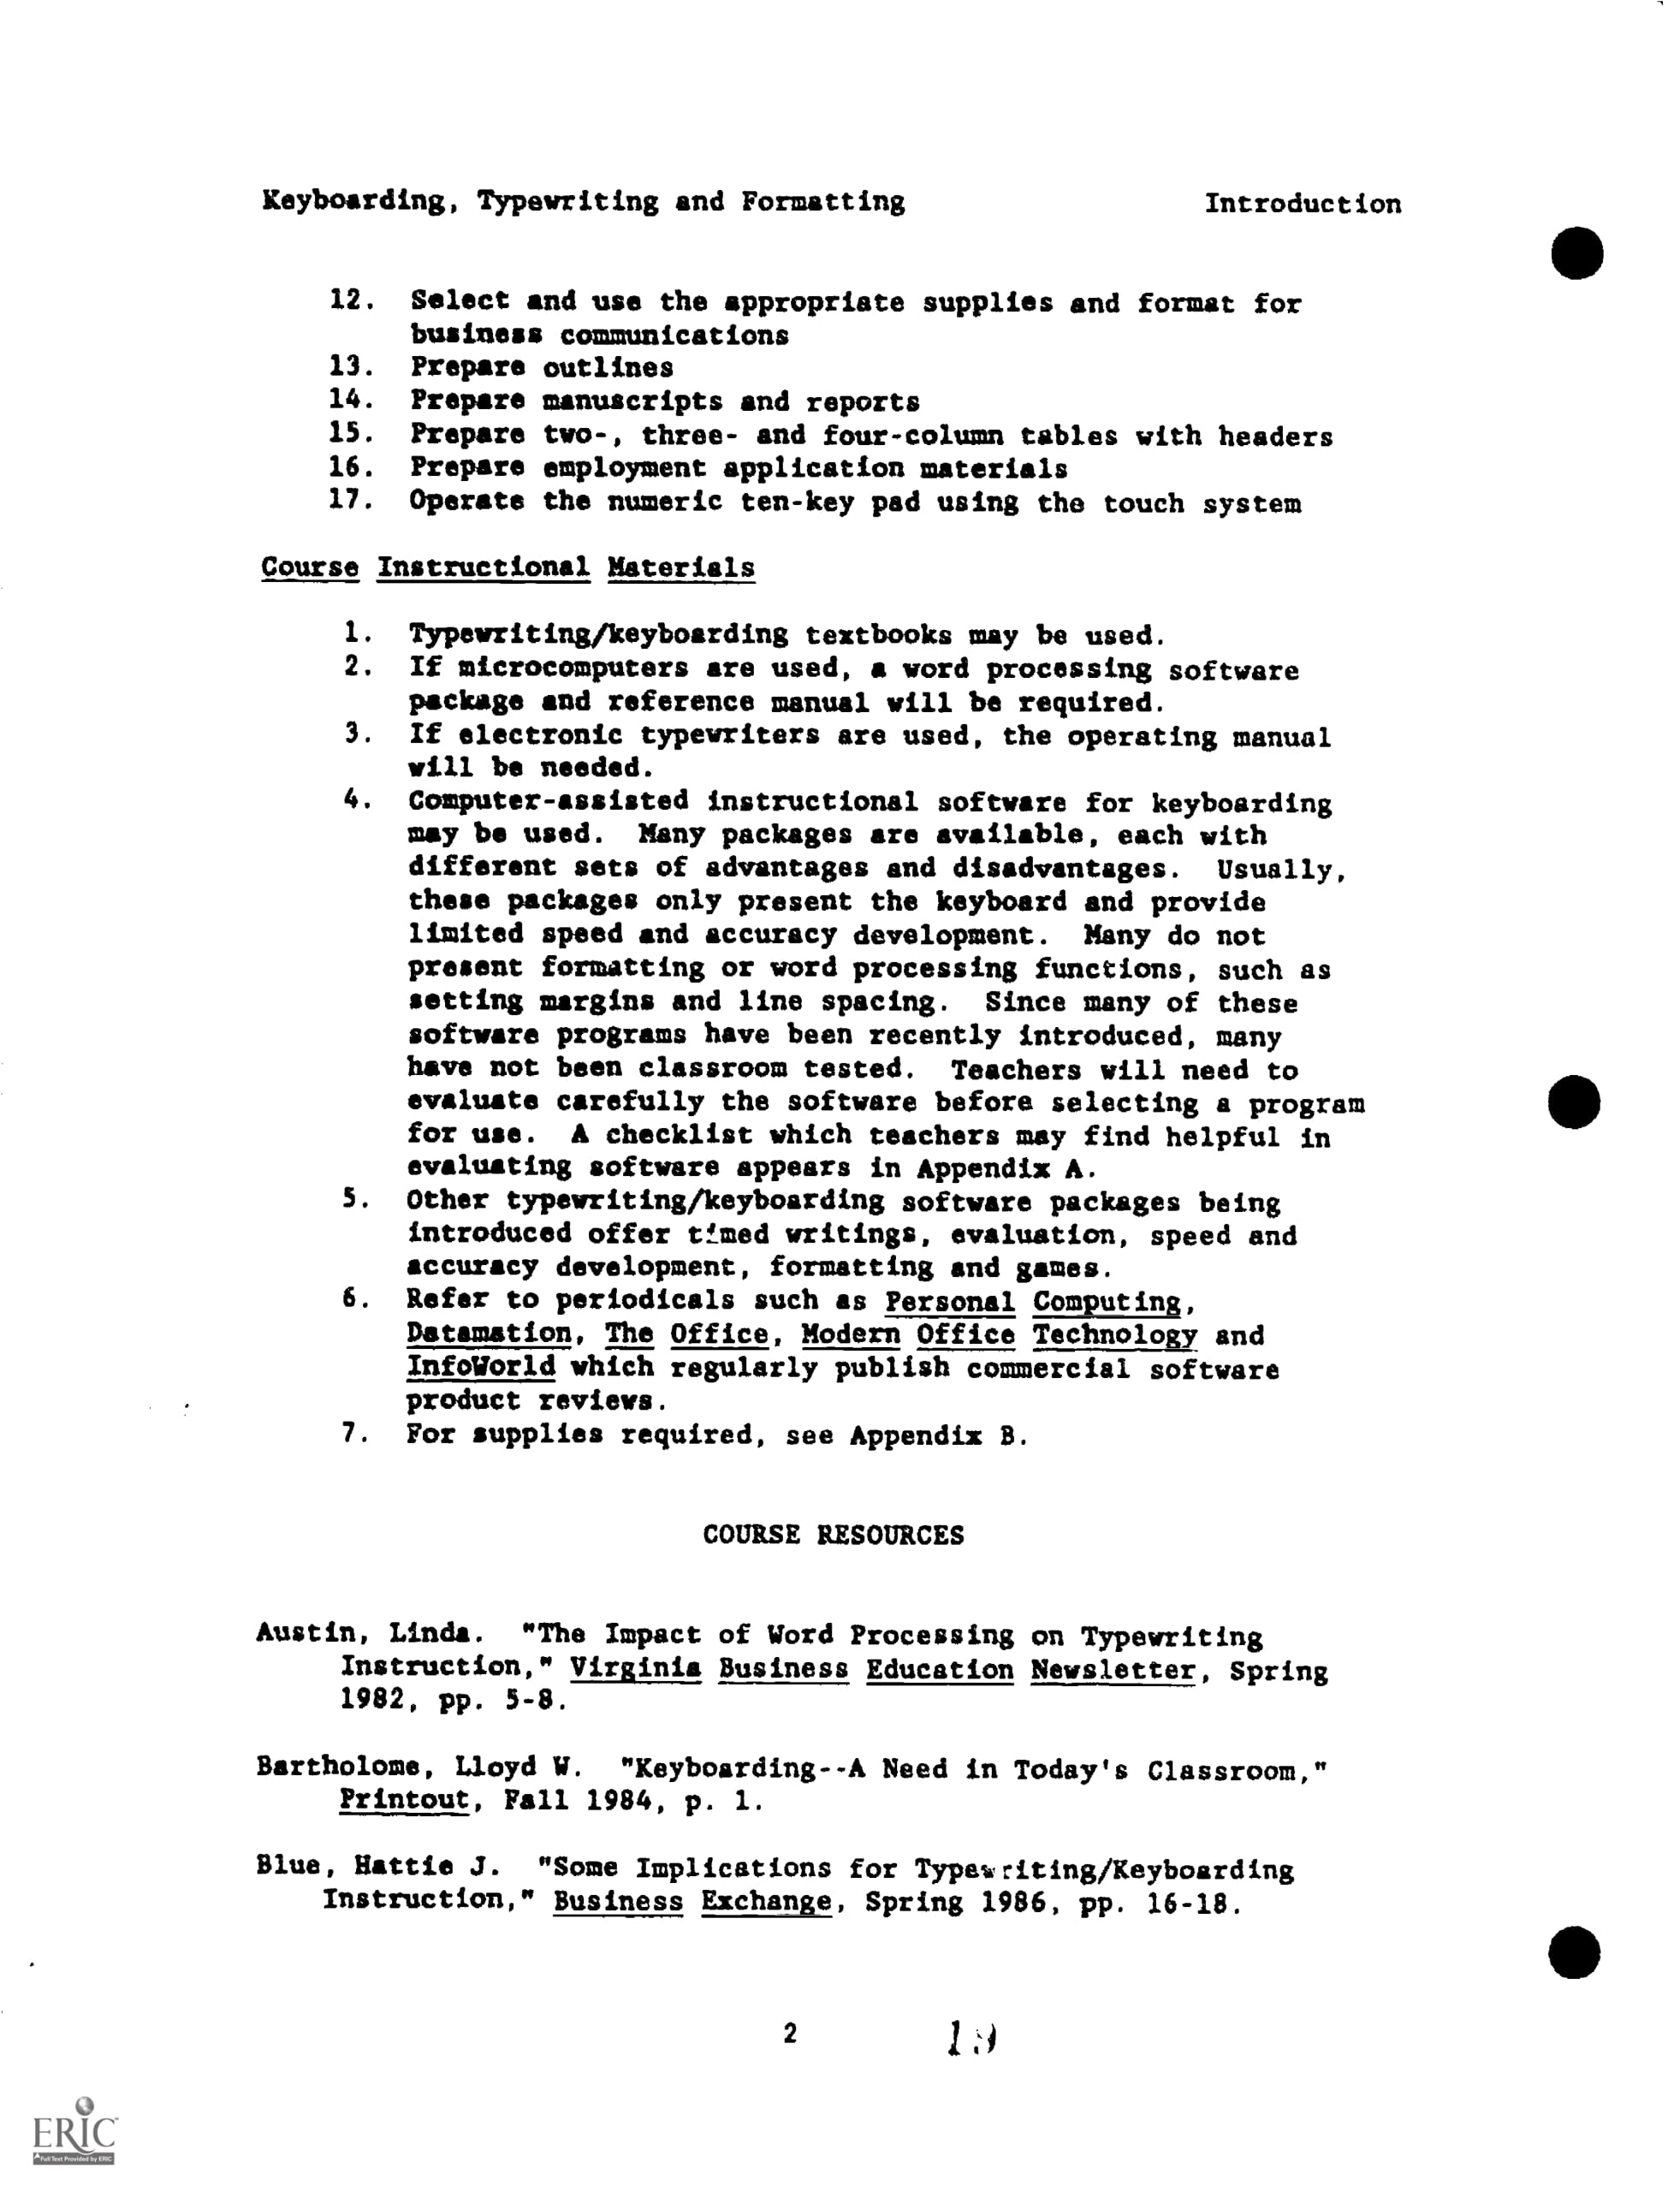 Keyboarding, Typewriting and Formatting Introduction
12. Select and use the appropriate supplies and format for
business communications
13. Prepare outlines
14. Prepare manuscripts and reports
15. Prepare two-, three- and four-column tables with headers
16. Prepare employment application materials
17. Operate the numeric ten-key pad using the touch system
Course Instructional Materials
1. Typewriting/keyboarding textbooks may be used.
2. If microcomputers are used, a word processing software
package and reference manual will be required.
3. If electronic typewriters are used, the operating manual
will be needed.
4. Computer-assisted instructional software for keyboarding
may be used. Many packages are available, each with
different sets of advantages and disadvantages. Usually,
these packages only present the keyboard and provide
limited speed and accuracy development. Many do not
present formatting or word processing functions, such as
setting margins and line spacing. Since many of these
software programs have been recently introduced, many
have not been classroom tested. Teachers will need to
evaluate carefully the software before selecting a program
for use. A checklist which teachers may find helpful in
evaluating software appears in Appendix A.
5. Other typewriting/keyboarding software packages being
introduced offer timed writings, evaluation, speed and
accuracy development, formatting and games.
6. Refer to periodicals such as Personal Computing,
Datamation, The Office, Modern Office Technology and
InfoWorld which regularly publish commercial software
product reviews.
7. For supplies required, see Appendix B.
COURSE RESOURCES
Austin, Linda. "The Impact of Word Processing on Typewriting
Instruction," Virginia Business Education Newsletter, Spring
1982, pp. 5-8.
Bartholome, Lloyd W. "Keyboarding--A Need in Today's Classroom,"
Printout, Fall 1984, p. 1.
Blue, Hattie J. "Some Implications for Typewriting/Keyboarding
Instruction," Business Exchange, Spring 1986, pp. 16-18.
2 19
ERIC
Full Text Provided by ERIC